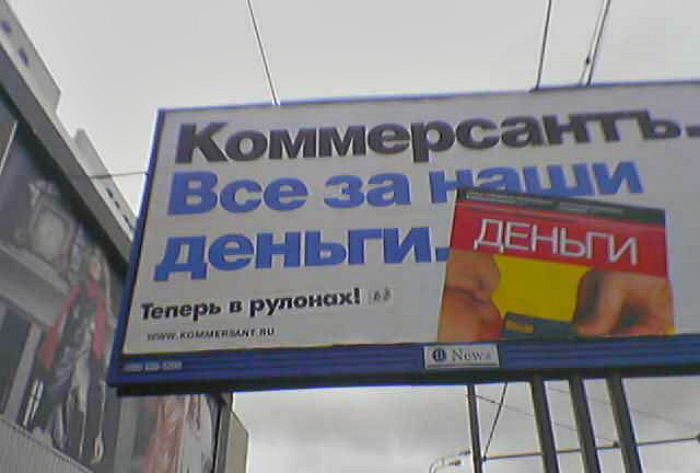 Коммерсантъ.
Все за наши
деньги.
ДЕНЬГИ
Теперь в рулонах!
WWW.KOMMERSANT.RU
News